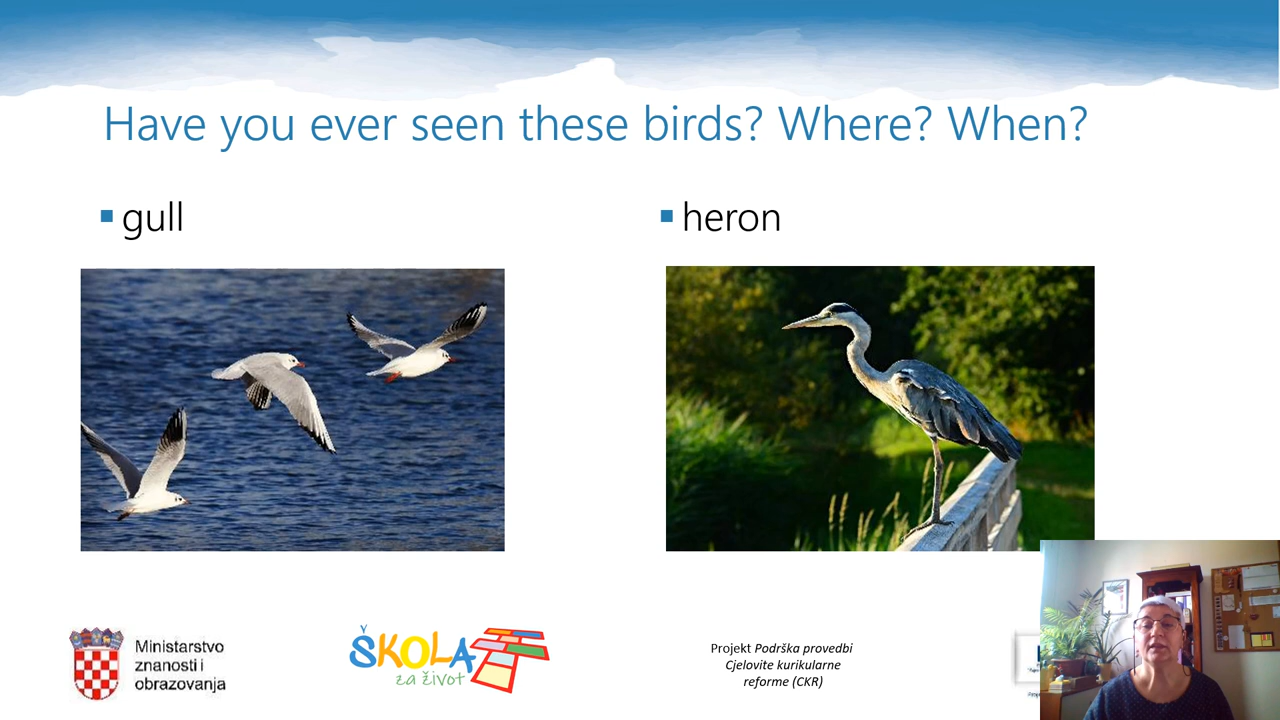 Have you ever seen these birds? Where? When?
gull
heron
Ministarstvo
znanosti i
obrazovanja
ŠKOLA
za život
Projekt Podrška provedbi
Cjelovite kurikularne
reforme (CKR)